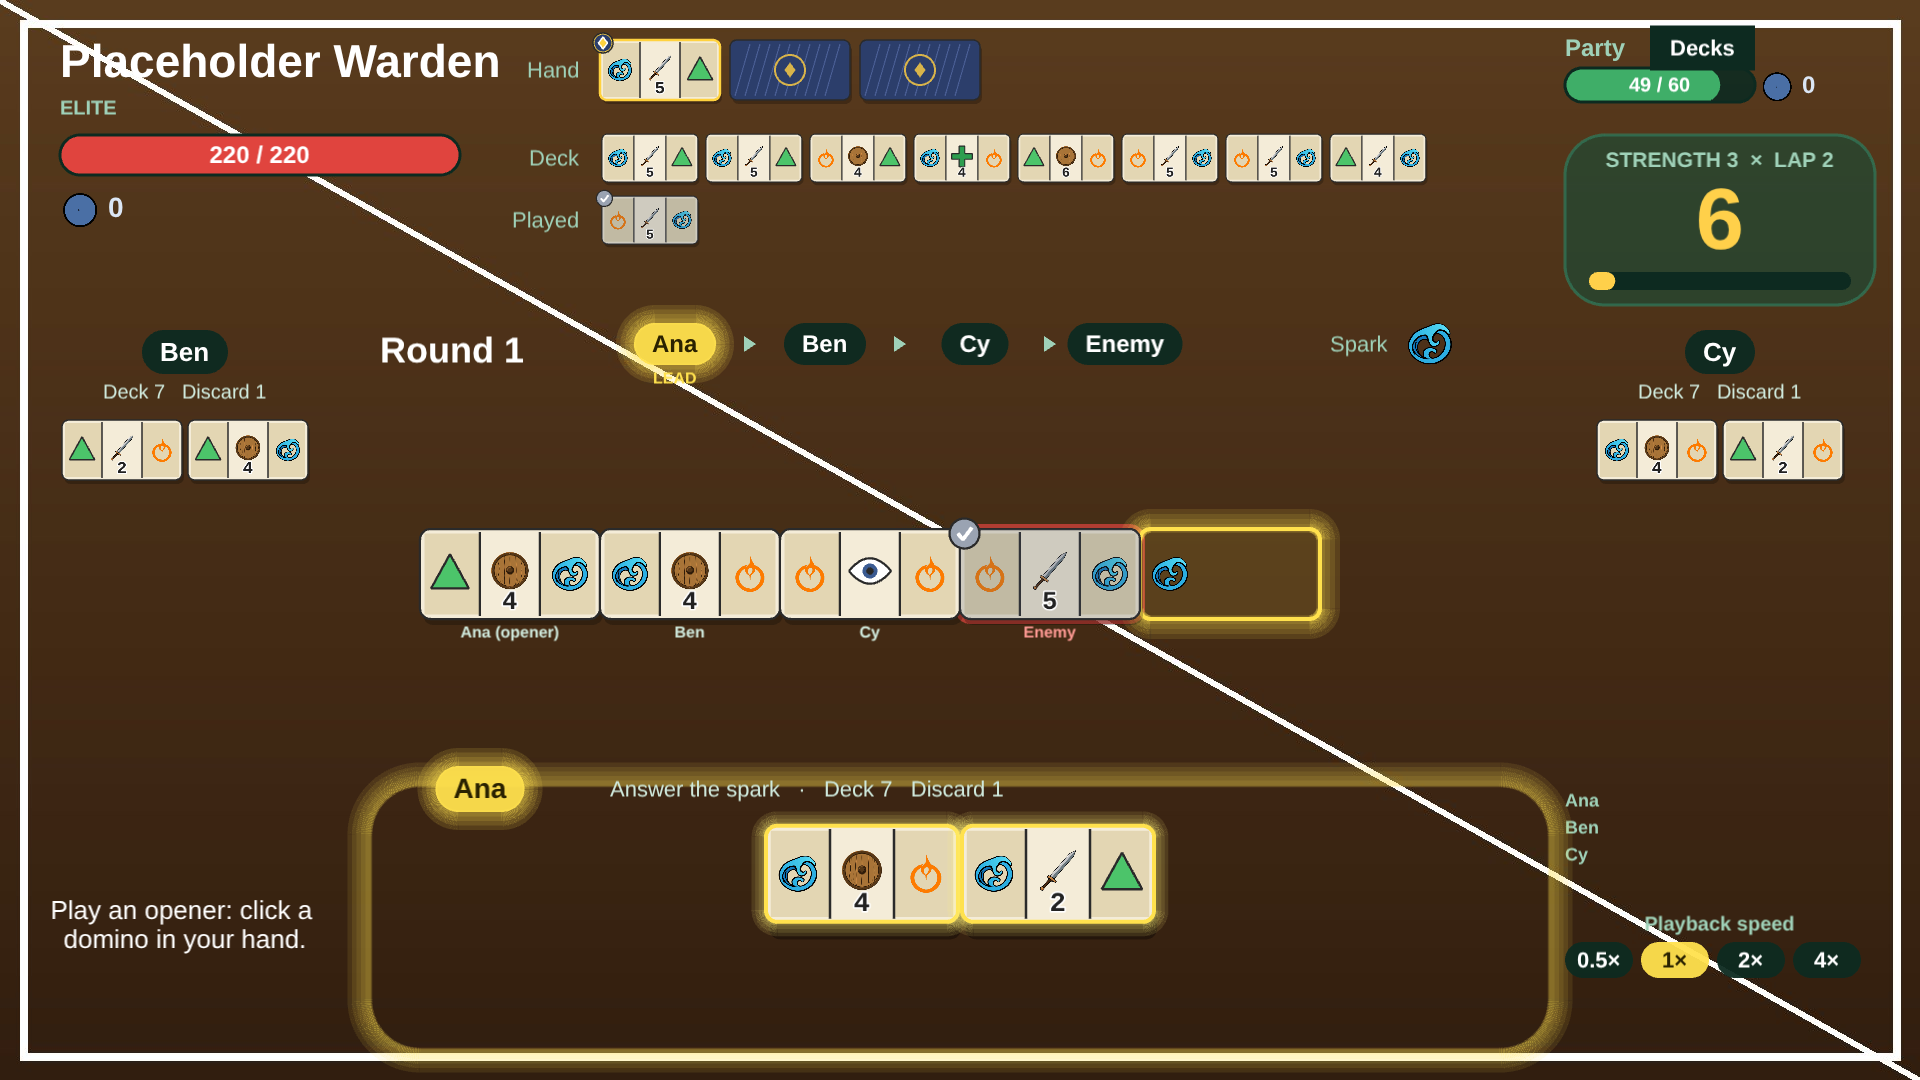 Placeholder Warden
ELITE
220 / 220
0
Hand
5
Deck
5 5 4 4 6 5 5 4
Played
5
Party
Decks
49 / 60
0
STRENGTH 3 × LAP 2
6
Ben
Deck 7 Discard 1
2 4
Round 1
Ana
LEAD
Ben
Cy
Enemy
Spark
Cy
Deck 7 Discard 1
4 2
4 4 5
Ana (opener)
Ben
Cy
Enemy
Ana
Answer the spark · Deck 7 Discard 1
4 2
Play an opener: click a
domino in your hand.
Ana
Ben
Cy
Playback speed
0.5× 1× 2× 4×